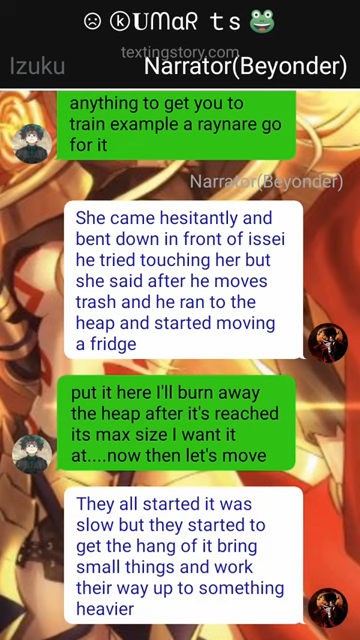 ☹ ⓚ𝐔𝖬ɑᖇ t s 🐸
textingstory.com
Izuku
Narrator(Beyonder)
anything to get you to
train example a raynare go
for it
Narrator(Beyonder)
She came hesitantly and
bent down in front of issei
he tried touching her but
she said after he moves
trash and he ran to the
heap and started moving
a fridge
put it here I'll burn away
the heap after it's reached
its max size I want it
at....now then let's move
They all started it was
slow but they started to
get the hang of it bring
small things and work
their way up to something
heavier